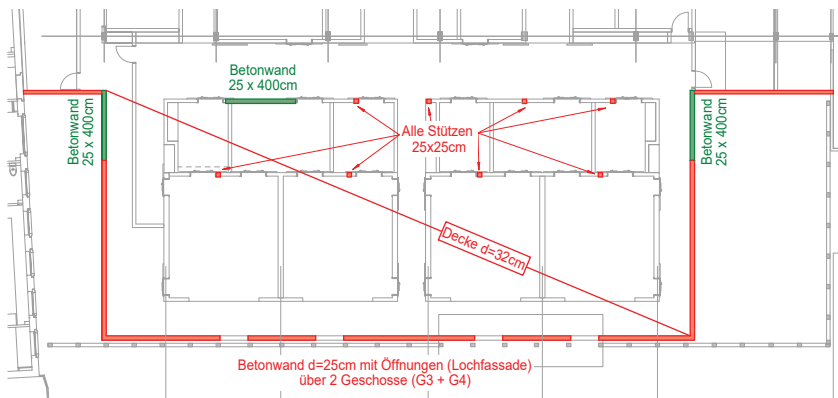 Betonwand
25 x 400cm
Betonwand
25 x 400cm
Alle Stützen
25x25cm
Betonwand
25 x 400cm
Decke d=32cm
Betonwand d=25cm mit Öffnungen (Lochfassade)
über 2 Geschosse (G3 + G4)